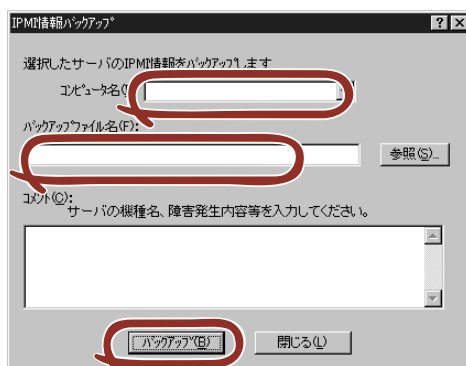 IPMI情報ﾊﾞｯｸｱｯﾌﾟ
選択したサーバのIPMI情報をﾊﾞｯｸｱｯﾌﾟします
ｺﾝﾋﾟｭｰﾀ名(
ﾊﾞｯｸｱｯﾌﾟﾌｧｲﾙ名(F):
参照(S)...
ｺﾒﾝﾄ(C):
サーバの機種名、障害発生内容等を入力してください。
ﾊﾞｯｸｱｯﾌﾟ(B)
閉じる(L)